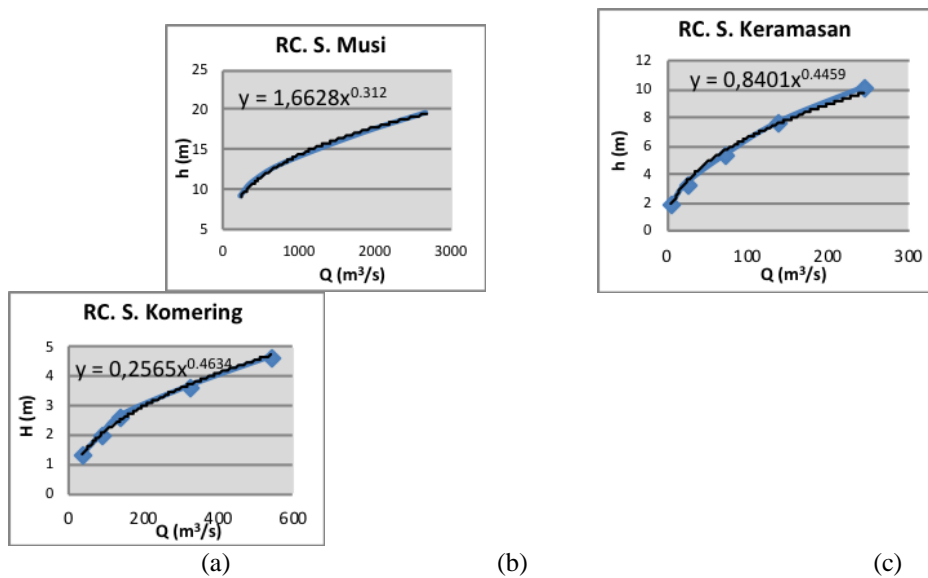 RC. S. Musi
y = 1,6628x^0.312
25
20
15
10
5
h (m)
0
1000
2000
3000
Q (m³/s)
RC. S. Keramasan
y = 0,8401x^0.4459
12
10
8
6
4
2
0
h (m)
0
100
200
300
Q (m³/s)
RC. S. Komering
y = 0,2565x^0.4634
5
4
3
2
1
0
H (m)
0
200
400
600
Q (m³/s)
(a) (b) (c)